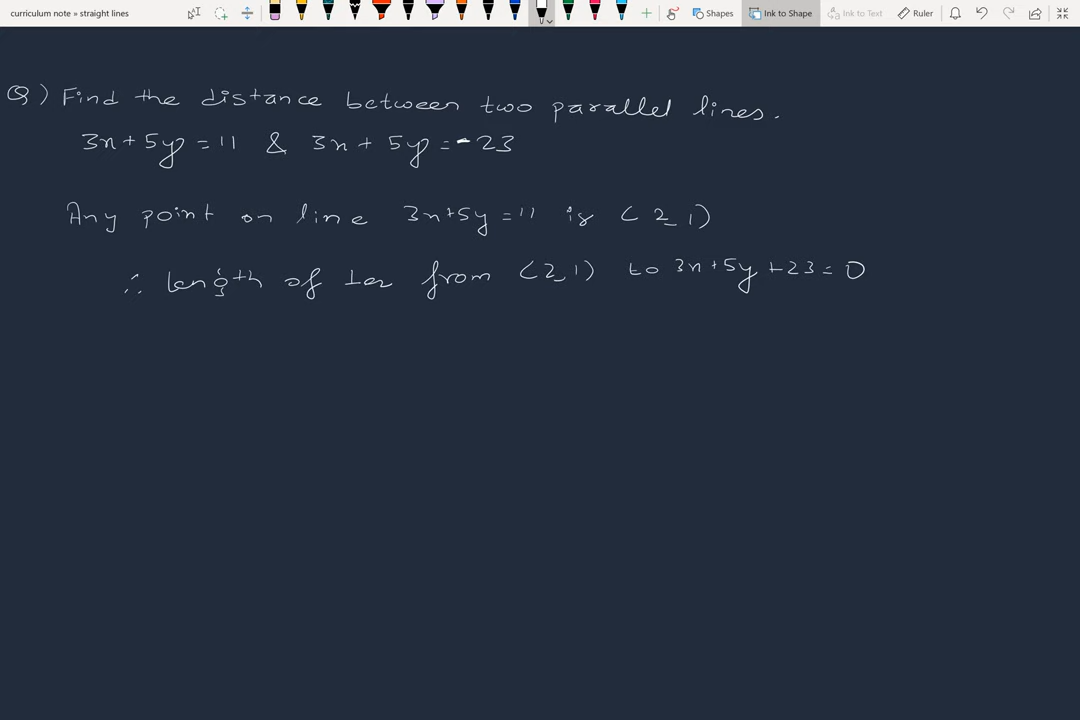 curriculum note » straight lines
Shapes Ink to Shape Ink to Text Ruler
Q) Find the distance between two parallel lines.
3x + 5y = 11 & 3x + 5y = -23
Any point on line 3x+5y = 11 is (2,1)
∴ length of ⊥er from (2,1) to 3x+5y+23=0